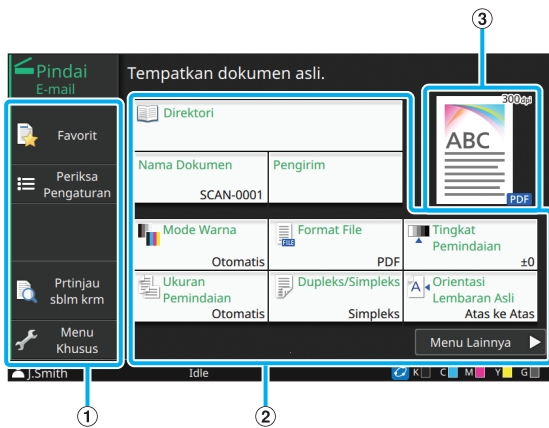 ③
Pindai
E-mail
Tempatkan dokumen asli.
Favorit
Periksa
Pengaturan
Prtinjau
sblm krm
Menu
Khusus
Direktori
Nama Dokumen
SCAN-0001
Pengirim
300dpi
ABC
PDF
Mode Warna
Otomatis
FILE
Format File
PDF
Tingkat
Pemindaian
±0
Ukuran
Pemindaian
Otomatis
Dupleks/Simpleks
Simpleks
A
Orientasi
Lembaran Asli
Atas ke Atas
Menu Lainnya
J.Smith
Idle
K C M Y G
① ②